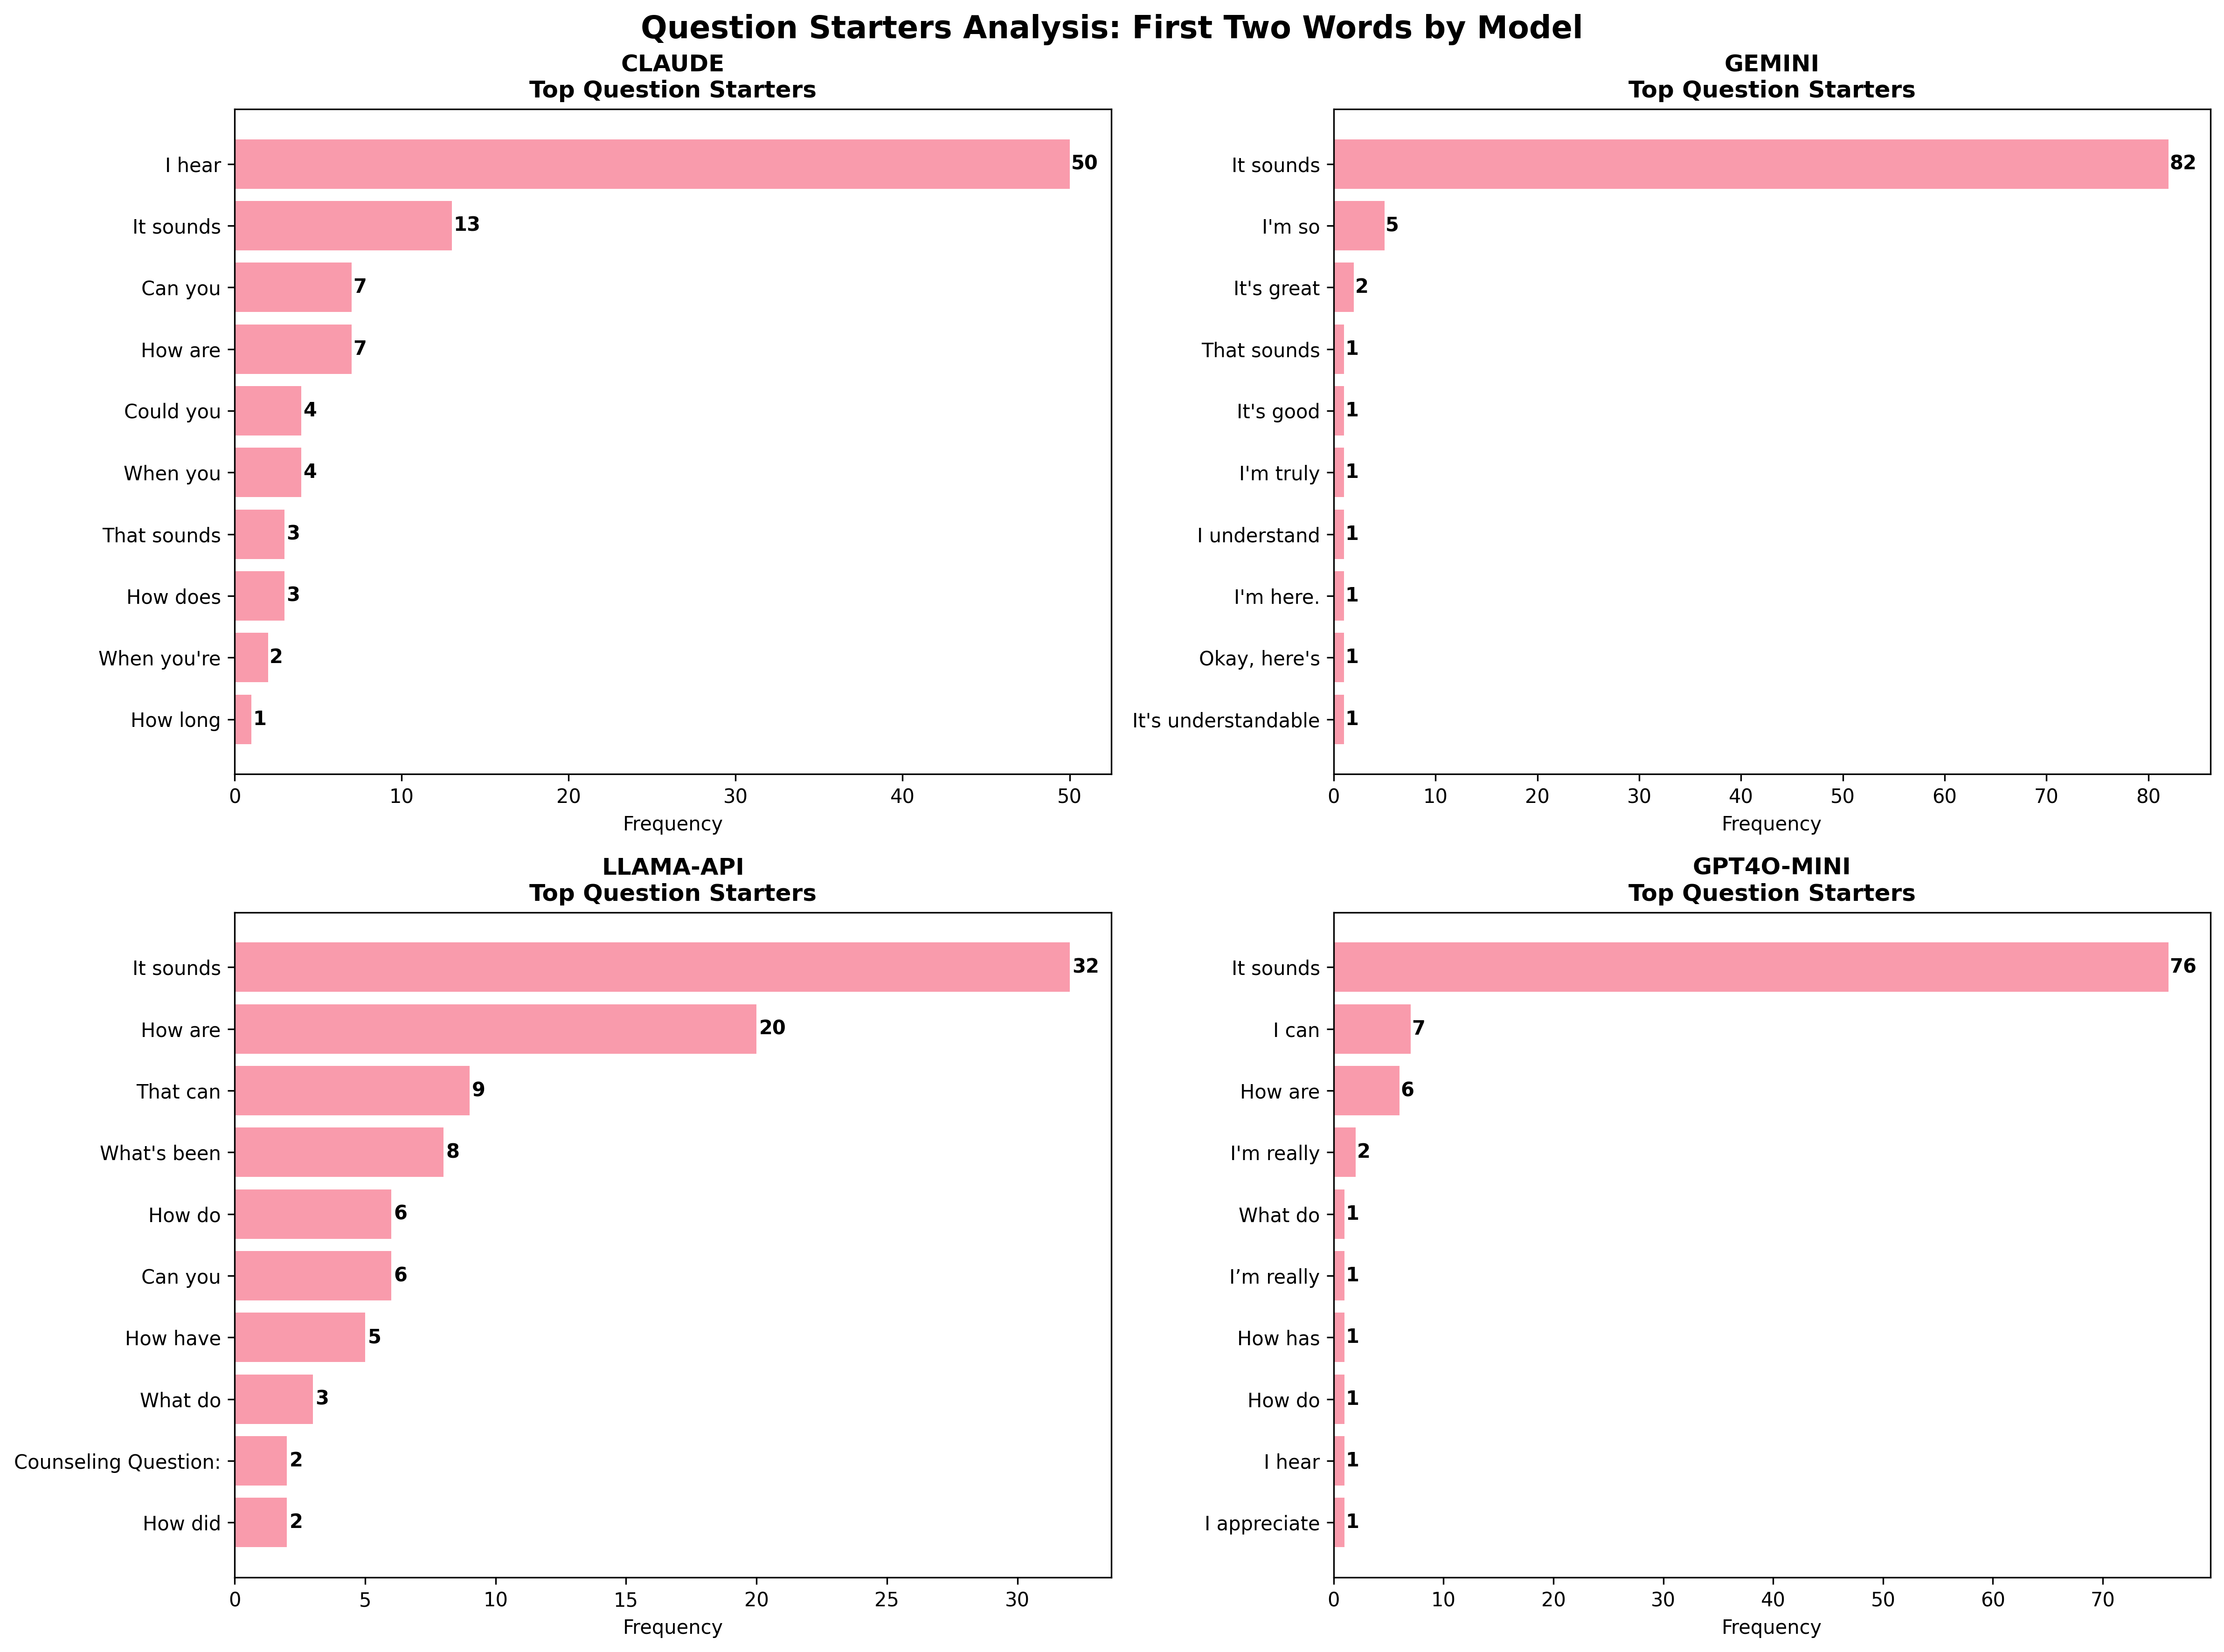 Question Starters Analysis: First Two Words by Model
CLAUDE
Top Question Starters
I hear 50
It sounds 13
Can you 7
How are 7
Could you 4
When you 4
That sounds 3
How does 3
When you're 2
How long 1
0 10 20 30 40 50
Frequency
GEMINI
Top Question Starters
It sounds 82
I'm so 5
It's great 2
That sounds 1
It's good 1
I'm truly 1
I understand 1
I'm here. 1
Okay, here's 1
It's understandable 1
0 10 20 30 40 50 60 70 80
Frequency
LLAMA-API
Top Question Starters
It sounds 32
How are 20
That can 9
What's been 8
How do 6
Can you 6
How have 5
What do 3
Counseling Question: 2
How did 2
0 5 10 15 20 25 30
Frequency
GPT4O-MINI
Top Question Starters
It sounds 76
I can 7
How are 6
I'm really 2
What do 1
I’m really 1
How has 1
How do 1
I hear 1
I appreciate 1
0 10 20 30 40 50 60 70
Frequency